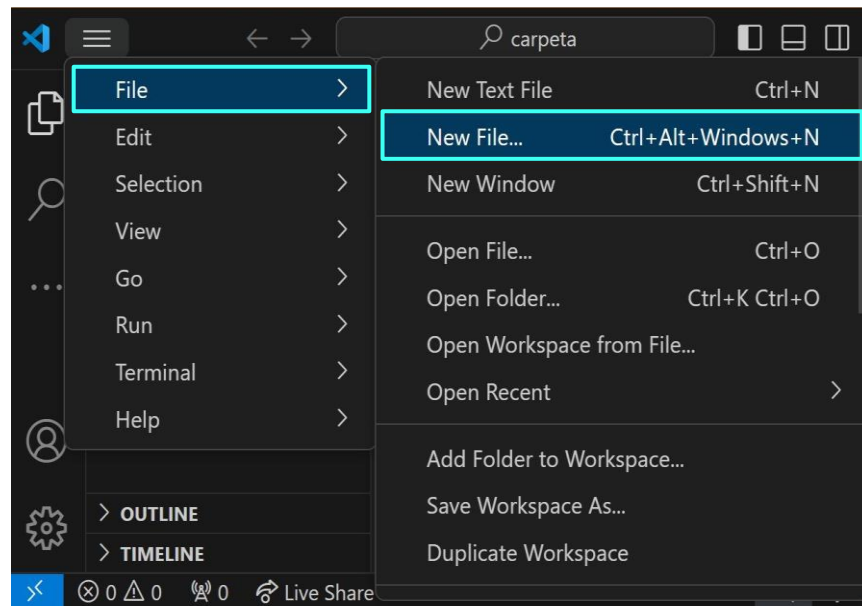 carpeta
File
Edit
Selection
View
Go
Run
Terminal
Help
New Text File Ctrl+N
New File... Ctrl+Alt+Windows+N
New Window Ctrl+Shift+N
Open File... Ctrl+O
Open Folder... Ctrl+K Ctrl+O
Open Workspace from File...
Open Recent
Add Folder to Workspace...
Save Workspace As...
Duplicate Workspace
OUTLINE
TIMELINE
0 0 0 Live Share